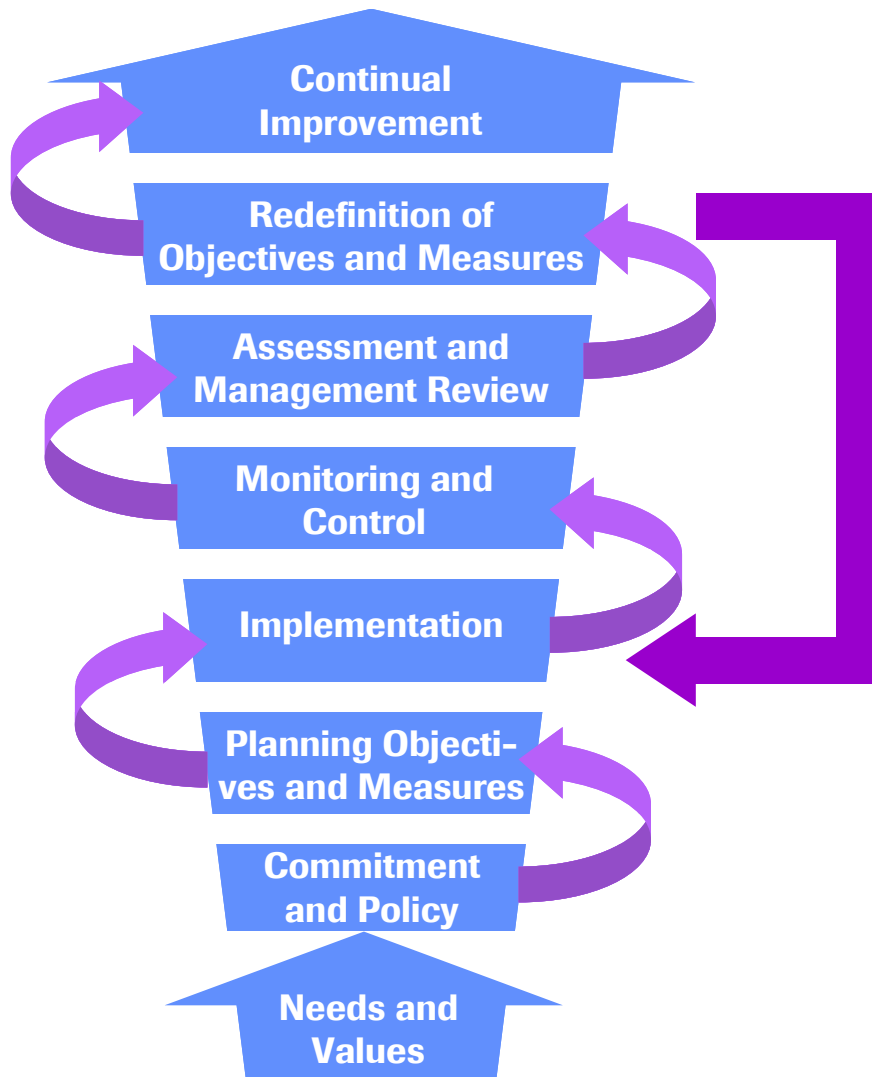 Continual
Improvement
Redefinition of
Objectives and Measures
Assessment and
Management Review
Monitoring and
Control
Implementation
Planning Objecti-
ves and Measures
Commitment
and Policy
Needs and
Values